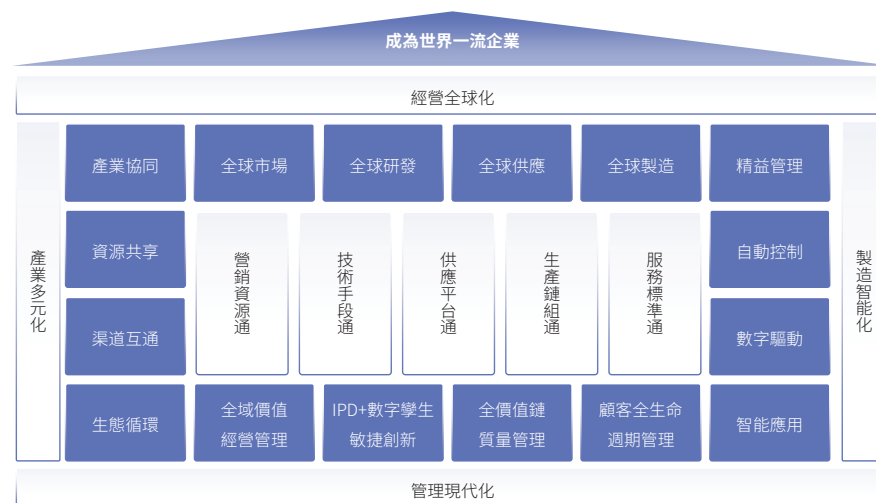 成為世界一流企業
經營全球化
產業多元化
產業協同
全球市場
全球研發
全球供應
全球製造
精益管理
製造智能化
資源共享
營銷資源通
技術手段通
供應平台通
生產鏈組通
服務標準通
自動控制
渠道互通
數字驅動
生態循環
全域價值
經營管理
IPD+數字孿生
敏捷創新
全價值鏈
質量管理
顧客全生命
週期管理
智能應用
管理現代化